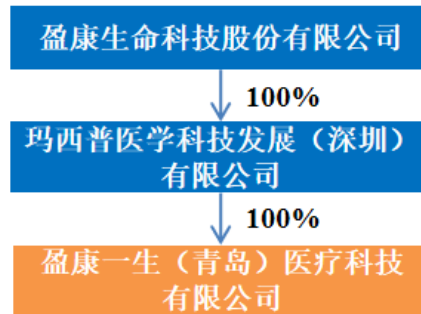 盈康生命科技股份有限公司
100%
玛西普医学科技发展（深圳）
有限公司
100%
盈康一生（青岛）医疗科技
有限公司